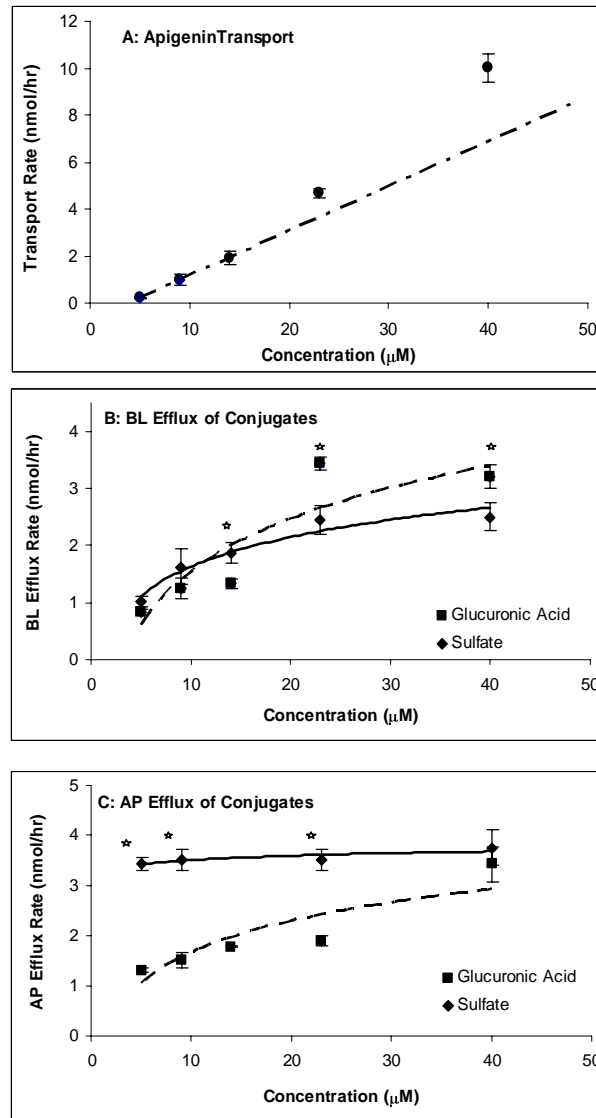 A: ApigeninTransport
Transport Rate (nmol/hr)
12
10
8
6
4
2
0
0 10 20 30 40 50
Concentration (μM)
B: BL Efflux of Conjugates
BL Efflux Rate (nmol/hr)
4
3
2
1
0
Glucuronic Acid
Sulfate
0 10 20 30 40 50
Concentration (μM)
C: AP Efflux of Conjugates
AP Efflux Rate (nmol/hr)
5
4
3
2
1
0
Glucuronic Acid
Sulfate
0 10 20 30 40 50
Concentration (μM)